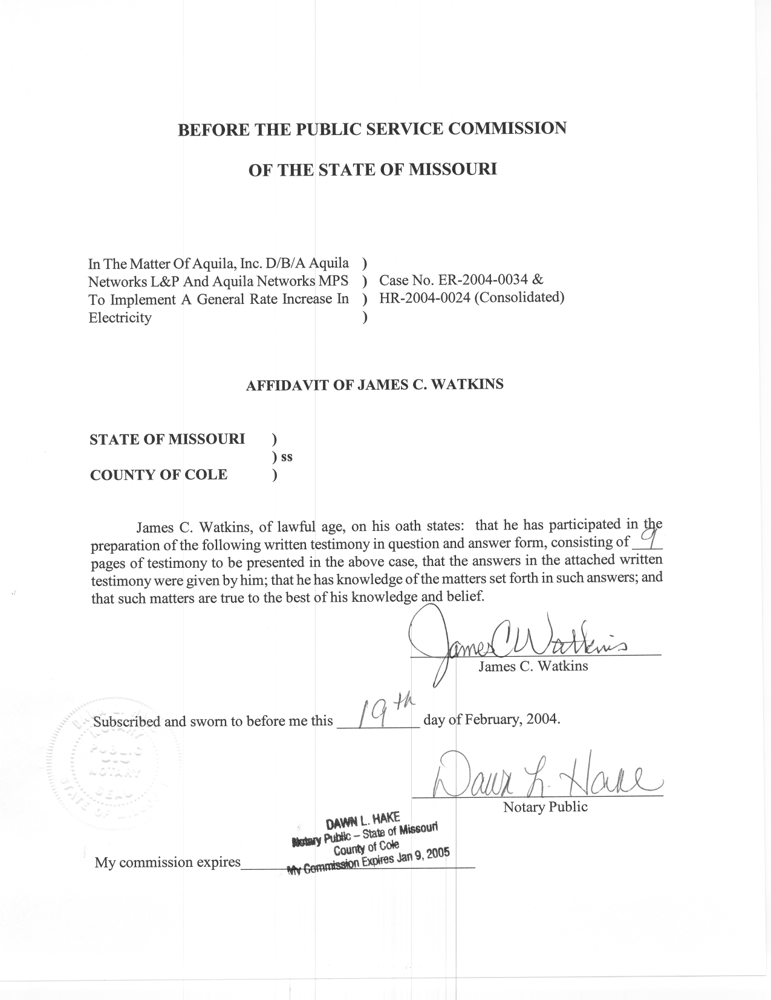 BEFORE THE PUBLIC SERVICE COMMISSION
OF THE STATE OF MISSOURI
In The Matter Of Aquila, Inc. D/B/A Aquila )
Networks L&P And Aquila Networks MPS ) Case No. ER-2004-0034 &
To Implement A General Rate Increase In ) HR-2004-0024 (Consolidated)
Electricity )
AFFIDAVIT OF JAMES C. WATKINS
STATE OF MISSOURI )
) ss
COUNTY OF COLE )
James C. Watkins, of lawful age, on his oath states: that he has participated in the
preparation of the following written testimony in question and answer form, consisting of 9
pages of testimony to be presented in the above case, that the answers in the attached written
testimony were given by him; that he has knowledge of the matters set forth in such answers; and
that such matters are true to the best of his knowledge and belief.
James C Watkins
James C. Watkins
Subscribed and sworn to before me this 19th day of February, 2004.
NOTARY
PUBLIC
NOTARY
SEAL
STATE OF
Dawn L. Hake
Notary Public
DAWN L. HAKE
Notary Public – State of Missouri
County of Cole
My Commission Expires Jan 9, 2005
My commission expires